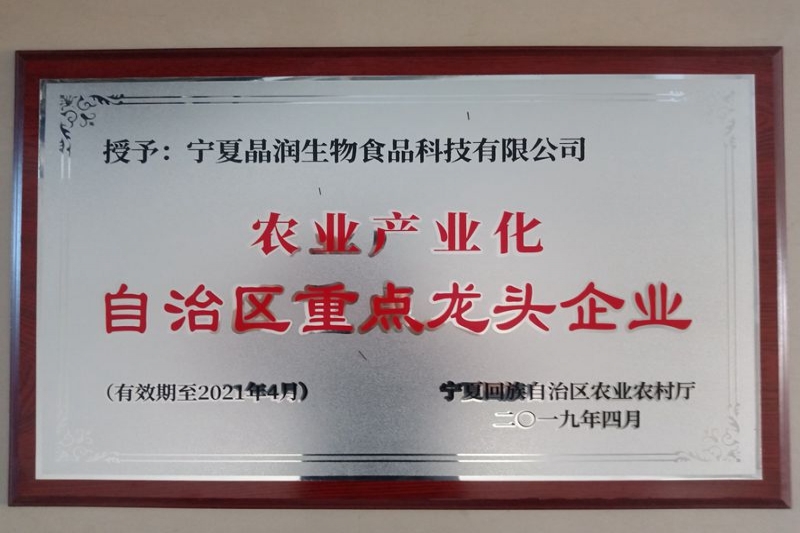 授予：宁夏晶润生物食品科技有限公司
农业产业化
自治区重点龙头企业
（有效期至2021年4月）
宁夏回族自治区农业农村厅
二〇一九年四月